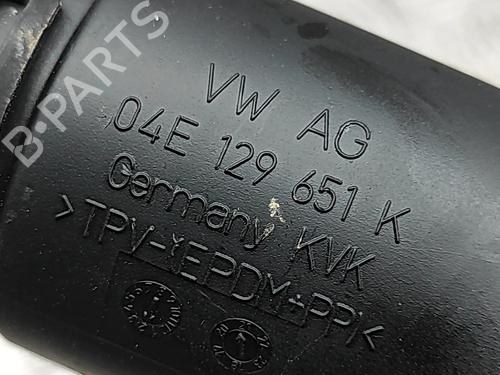 B-PARTS
VW AG
04E 129 651 K
Germany KVK
>TPV-(EPDM+PP)<